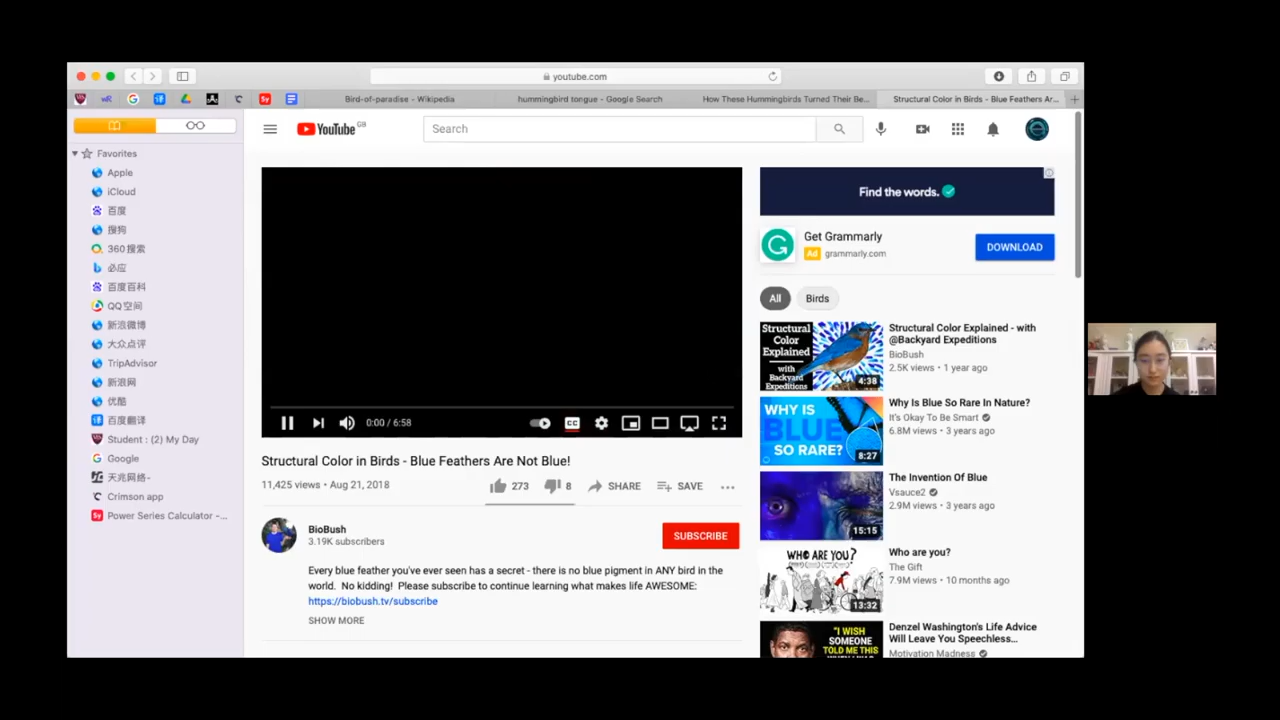 youtube.com
Bird-of-paradise - Wikipedia
hummingbird tongue - Google Search
How These Hummingbirds Turned Their Be...
Structural Color in Birds - Blue Feathers Ar...
Favorites
Apple
iCloud
百度
搜狗
360 搜索
必应
百度百科
QQ空间
新浪微博
大众点评
TripAdvisor
新浪网
优酷
百度翻译
Student : (2) My Day
Google
天兆网络-
Crimson app
Power Series Calculator -...
YouTube GB
Search
0:00 / 6:58
CC
Structural Color in Birds - Blue Feathers Are Not Blue!
11,425 views • Aug 21, 2018
273
8
SHARE
SAVE
BioBush
3.19K subscribers
SUBSCRIBE
Every blue feather you've ever seen has a secret - there is no blue pigment in ANY bird in the
world. No kidding! Please subscribe to continue learning what makes life AWESOME:
https://biobush.tv/subscribe
SHOW MORE
Find the words.
Get Grammarly
Ad grammarly.com
DOWNLOAD
All
Birds
Structural
Color
Explained
with
Backyard
Expeditions
4:38
Structural Color Explained - with
@Backyard Expeditions
BioBush
2.5K views • 1 year ago
WHY IS
BLUE
SO RARE?
8:27
Why Is Blue So Rare In Nature?
It's Okay To Be Smart
6.8M views • 3 years ago
15:15
The Invention Of Blue
Vsauce2
2.9M views • 3 years ago
WHO ARE YOU?
13:32
Who are you?
The Gift
7.9M views • 10 months ago
"I WISH
SOMEONE
TOLD ME THIS
Denzel Washington's Life Advice
Will Leave You Speechless...
Motivation Madness